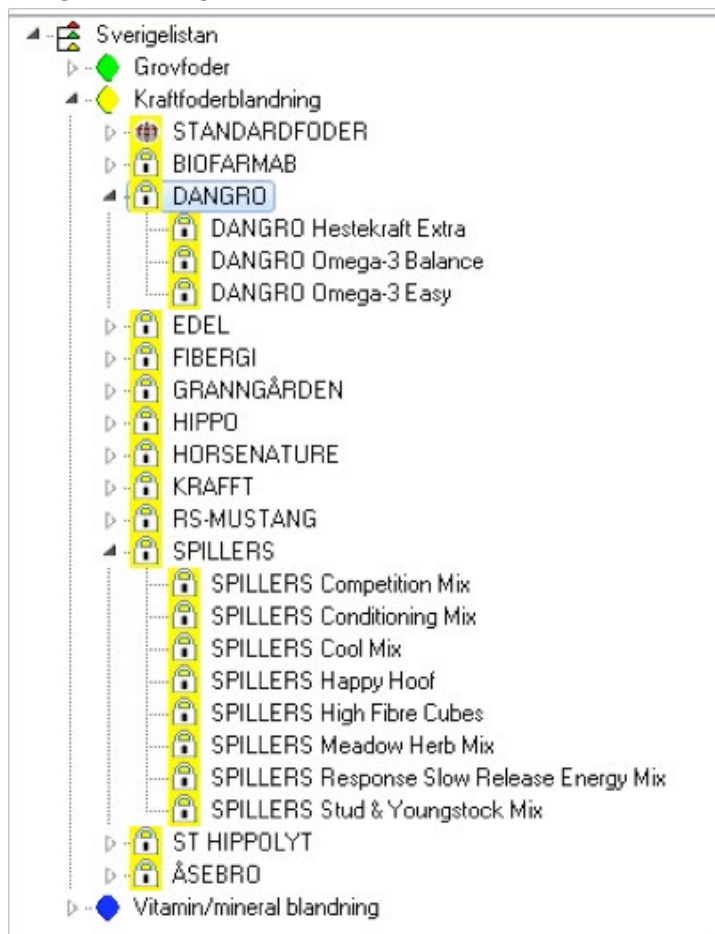 Sverigelistan
Grovfoder
Kraftfoderblandning
STANDARDFODER
BIOFARMAB
DANGRO
DANGRO Hestekraft Extra
DANGRO Omega-3 Balance
DANGRO Omega-3 Easy
EDEL
FIBERGI
GRANNGÅRDEN
HIPPO
HORSENATURE
KRAFFT
RS-MUSTANG
SPILLERS
SPILLERS Competition Mix
SPILLERS Conditioning Mix
SPILLERS Cool Mix
SPILLERS Happy Hoof
SPILLERS High Fibre Cubes
SPILLERS Meadow Herb Mix
SPILLERS Response Slow Release Energy Mix
SPILLERS Stud & Youngstock Mix
ST HIPPOLYT
ÅSEBRO
Vitamin/mineral blandning